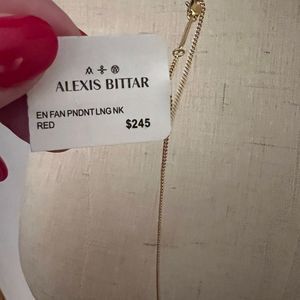 ALEXIS BITTAR
EN FAN PNDNT LNG NK
RED $245